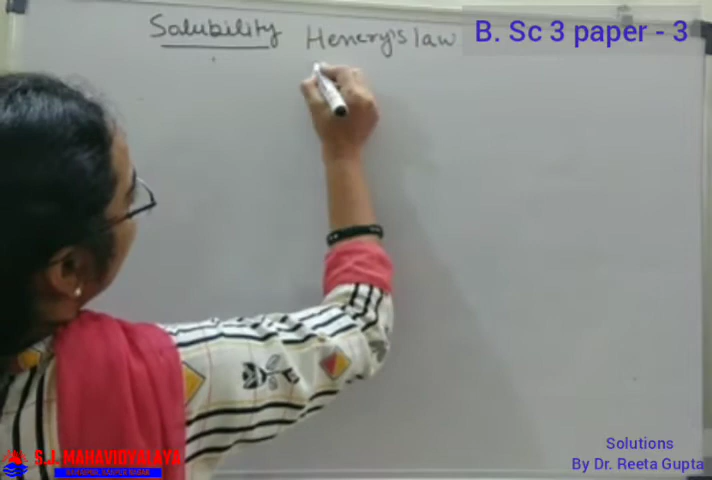 Solubility Henery's law B. Sc 3 paper - 3
Solutions
By Dr. Reeta Gupta
S.J. MAHAVIDYALAYA